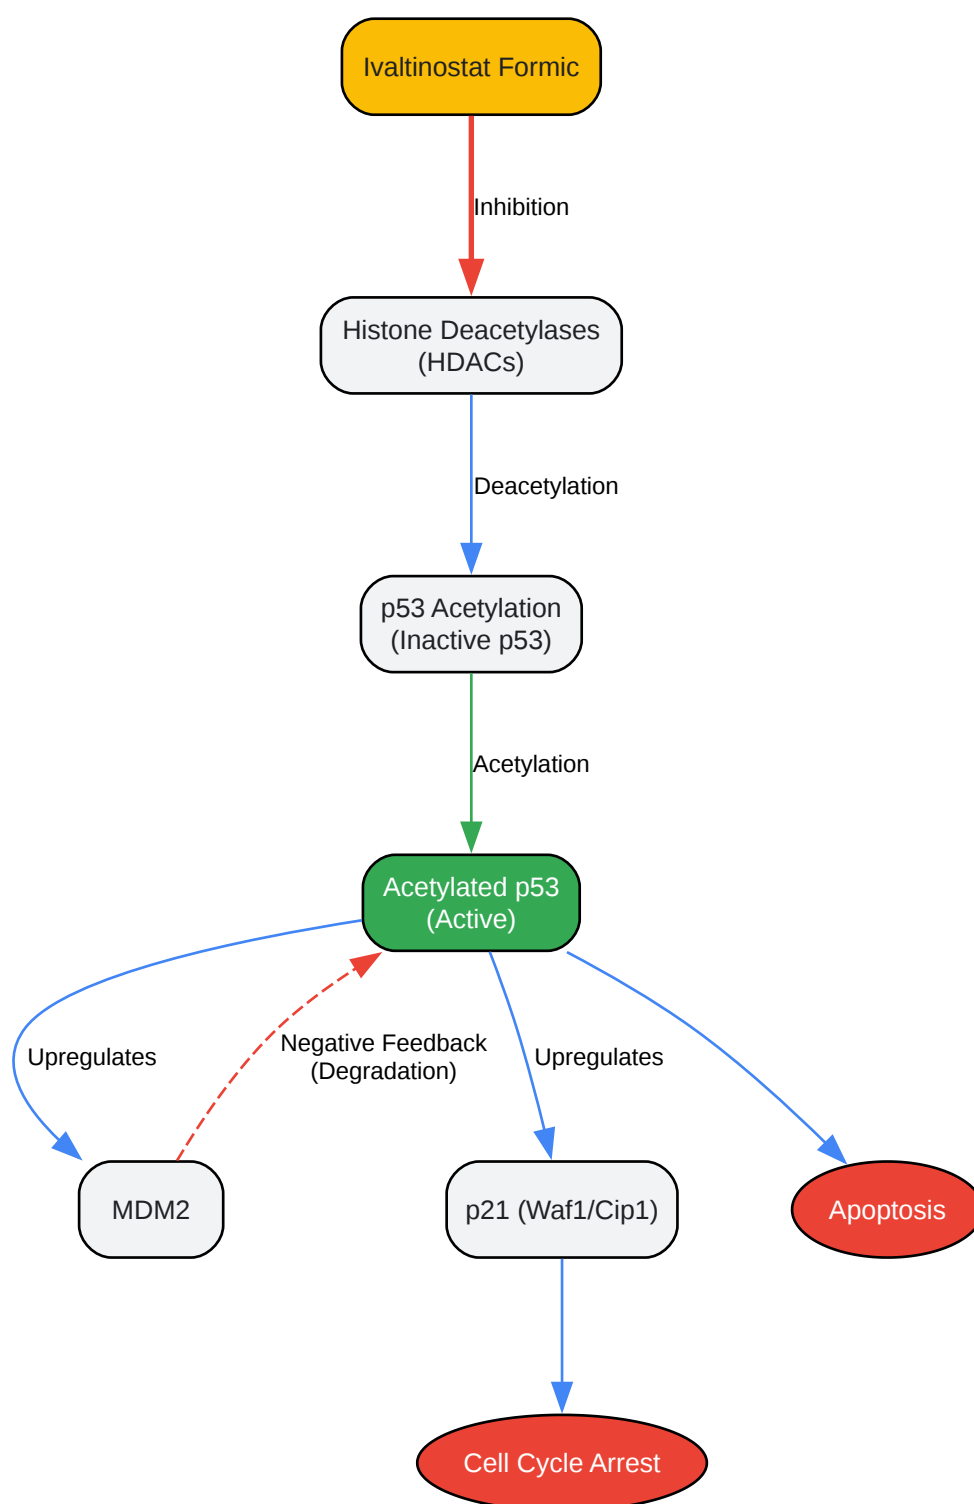 Ivaltinostat Formic
Inhibition
Histone Deacetylases
(HDACs)
Deacetylation
p53 Acetylation
(Inactive p53)
Acetylation
Acetylated p53
(Active)
Upregulates
Negative Feedback
(Degradation)
Upregulates
MDM2
p21 (Waf1/Cip1)
Apoptosis
Cell Cycle Arrest